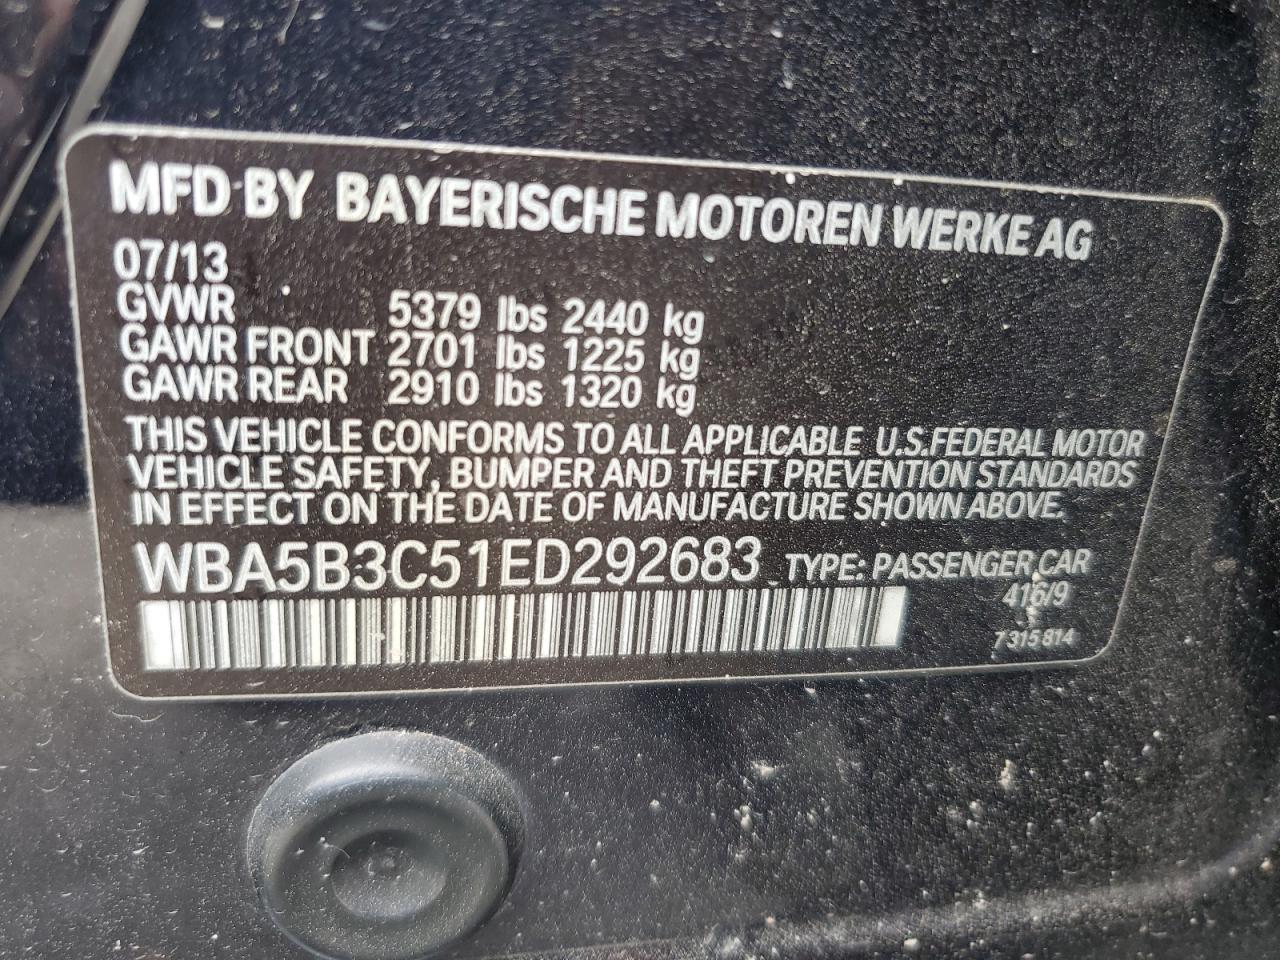 MFD BY BAYERISCHE MOTOREN WERKE AG
07/13
GVWR 5379 lbs 2440 kg
GAWR FRONT 2701 lbs 1225 kg
GAWR REAR 2910 lbs 1320 kg
THIS VEHICLE CONFORMS TO ALL APPLICABLE U.S.FEDERAL MOTOR
VEHICLE SAFETY, BUMPER AND THEFT PREVENTION STANDARDS
IN EFFECT ON THE DATE OF MANUFACTURE SHOWN ABOVE.
WBA5B3C51ED292683 TYPE: PASSENGER CAR
416/9
7 315 814